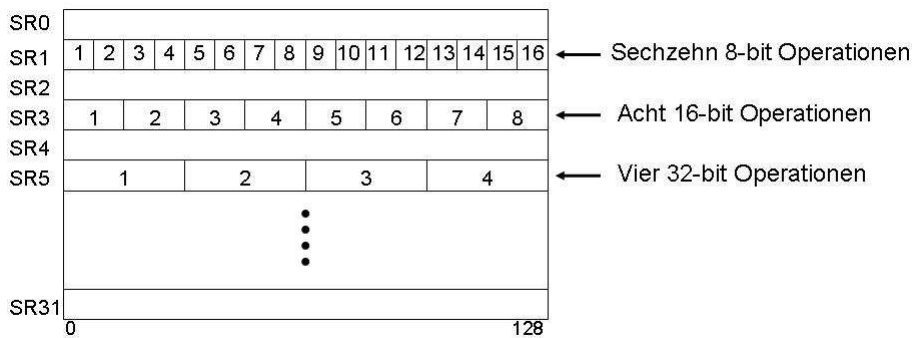 SR0
SR1 1 2 3 4 5 6 7 8 9 10 11 12 13 14 15 16 Sechzehn 8-bit Operationen
SR2
SR3 1 2 3 4 5 6 7 8 Acht 16-bit Operationen
SR4
SR5 1 2 3 4 Vier 32-bit Operationen
SR31
0 128